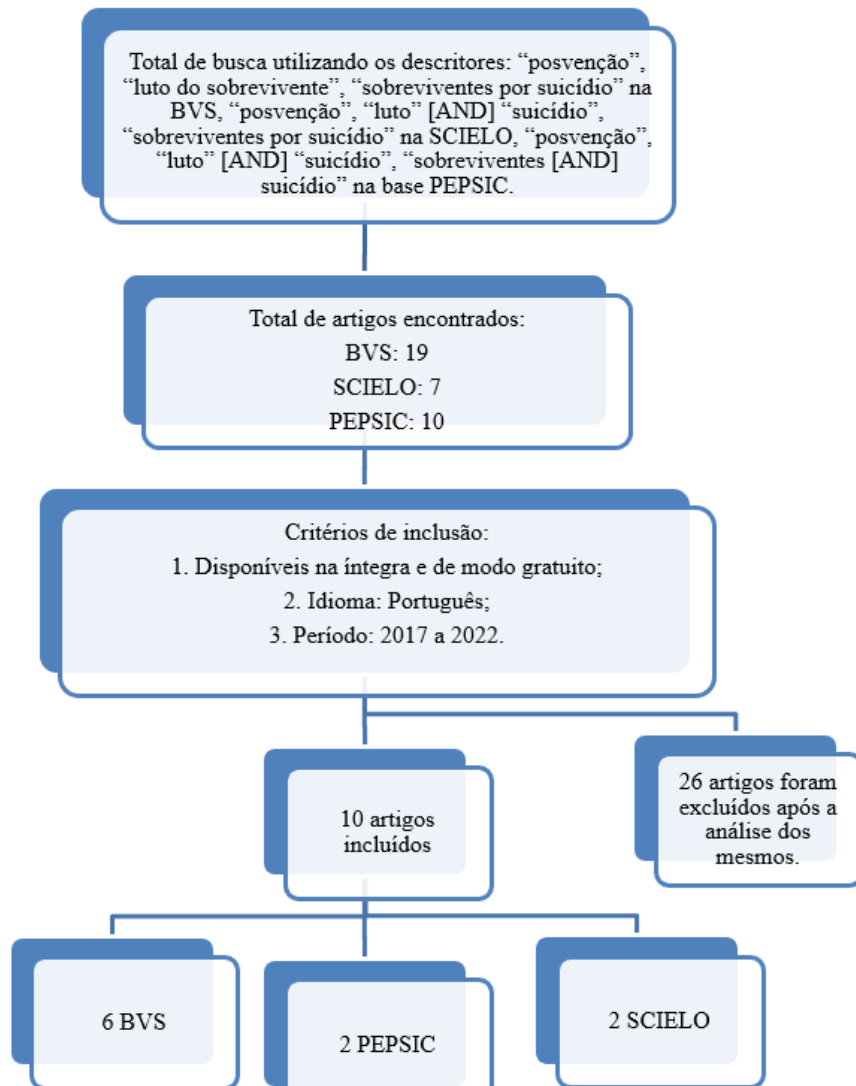 Total de busca utilizando os descritores: “posvenção”,
“luto do sobrevivente”, “sobreviventes por suicídio” na
BVS, “posvenção”, “luto” [AND] “suicídio”,
“sobreviventes por suicídio” na SCIELO, “posvenção”,
“luto” [AND] “suicídio”, “sobreviventes [AND]
suicídio” na base PEPSIC.
Total de artigos encontrados:
BVS: 19
SCIELO: 7
PEPSIC: 10
Critérios de inclusão:
1. Disponíveis na íntegra e de modo gratuito;
2. Idioma: Português;
3. Período: 2017 a 2022.
10 artigos
incluídos
26 artigos foram
excluídos após a
análise dos
mesmos.
6 BVS
2 PEPSIC
2 SCIELO